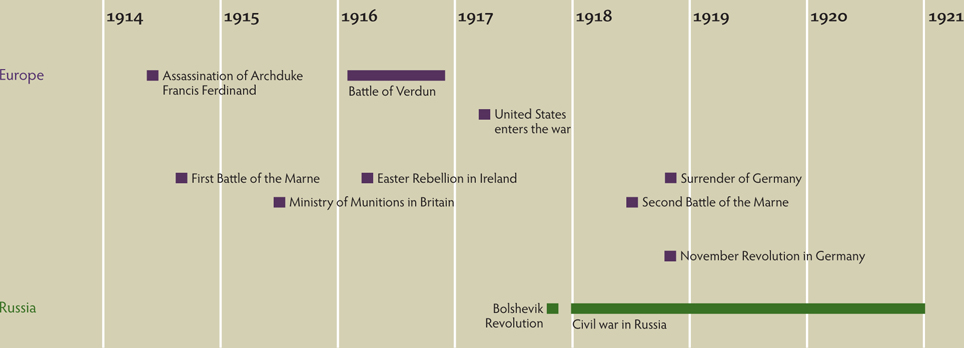 1914 1915 1916 1917 1918 1919 1920 1921
Europe
Assassination of Archduke
Francis Ferdinand
Battle of Verdun
United States
enters the war
First Battle of the Marne
Easter Rebellion in Ireland
Surrender of Germany
Ministry of Munitions in Britain
Second Battle of the Marne
November Revolution in Germany
Russia
Bolshevik
Revolution
Civil war in Russia